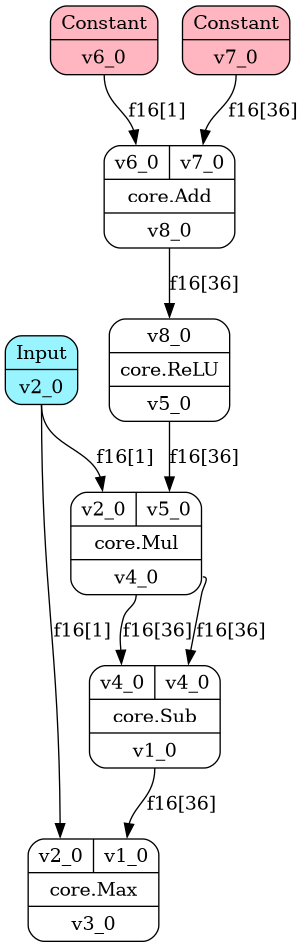 Constant
v6_0
Constant
v7_0
f16[1]
f16[36]
v6_0 v7_0
core.Add
v8_0
f16[36]
v8_0
core.ReLU
v5_0
Input
v2_0
f16[1]
f16[36]
v2_0 v5_0
core.Mul
v4_0
f16[1]
f16[36]
f16[36]
v4_0 v4_0
core.Sub
v1_0
f16[36]
v2_0 v1_0
core.Max
v3_0